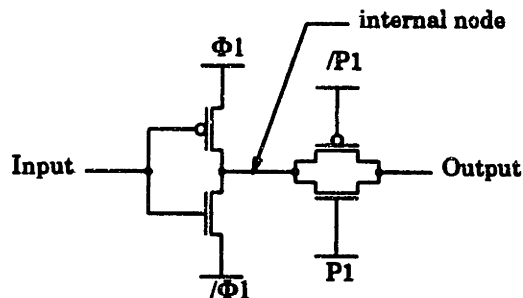 internal node
Φ1
/P1
Input
Output
/Φ1
P1